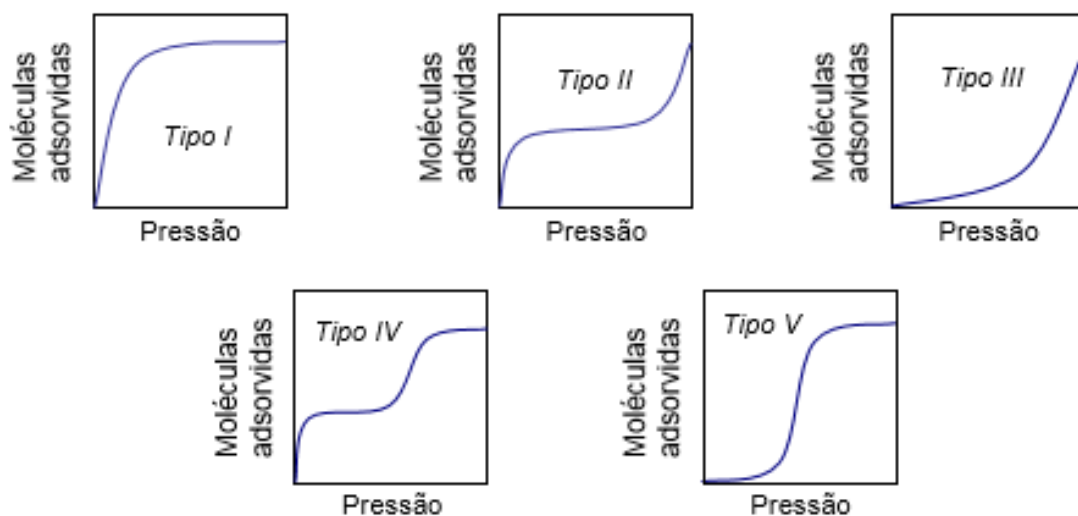 Moléculas
adsorvidas
Tipo I
Pressão
Moléculas
adsorvidas
Tipo II
Pressão
Moléculas
adsorvidas
Tipo III
Pressão
Moléculas
adsorvidas
Tipo IV
Pressão
Moléculas
adsorvidas
Tipo V
Pressão